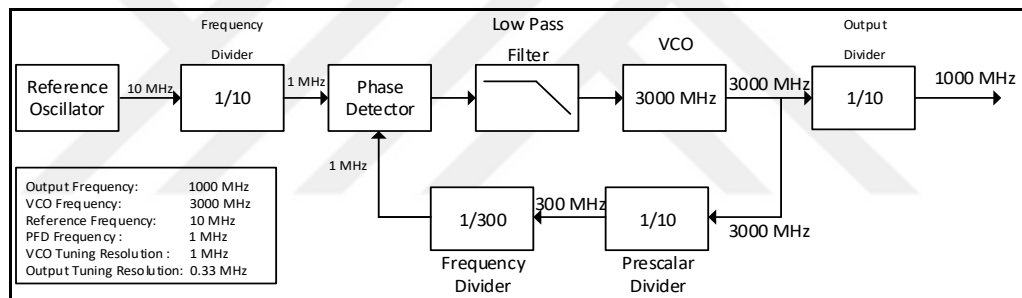 Frequency
Divider
Low Pass
Filter
VCO
Output
Divider
Reference
Oscillator
10 MHz
1/10
1 MHz
Phase
Detector
3000 MHz
3000 MHz
1/10
1000 MHz
1 MHz
1/300
300 MHz
1/10
3000 MHz
Frequency
Divider
Prescalar
Divider
Output Frequency: 1000 MHz
VCO Frequency: 3000 MHz
Reference Frequency: 10 MHz
PFD Frequency : 1 MHz
VCO Tuning Resolution : 1 MHz
Output Tuning Resolution: 0.33 MHz